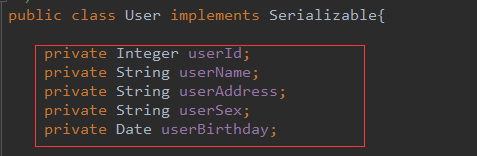 public class User implements Serializable{
private Integer userId;
private String userName;
private String userAddress;
private String userSex;
private Date userBirthday;